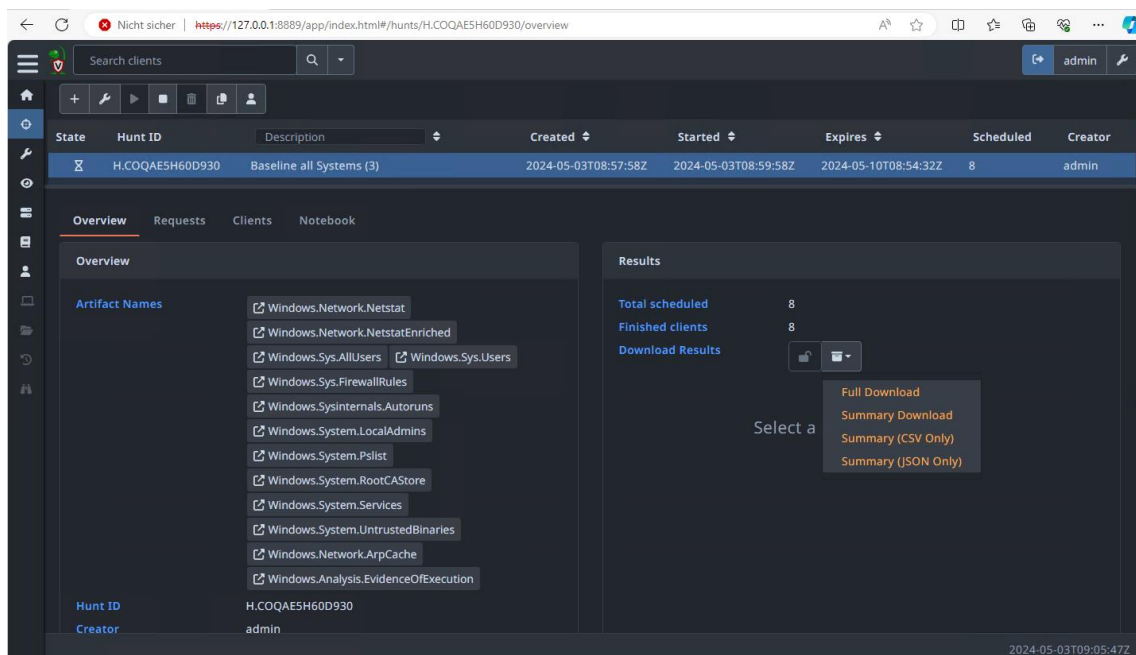 Nicht sicher | https://127.0.0.1:8889/app/index.html#/hunts/H.COQAE5H60D930/overview
Search clients
admin
State Hunt ID Description Created Started Expires Scheduled Creator
H.COQAE5H60D930 Baseline all Systems (3) 2024-05-03T08:57:58Z 2024-05-03T08:59:58Z 2024-05-10T08:54:32Z 8 admin
Overview Requests Clients Notebook
Overview
Artifact Names
Windows.Network.Netstat
Windows.Network.NetstatEnriched
Windows.Sys.AllUsers Windows.Sys.Users
Windows.Sys.FirewallRules
Windows.Sysinternals.Autoruns
Windows.System.LocalAdmins
Windows.System.Pslist
Windows.System.RootCAStore
Windows.System.Services
Windows.System.UntrustedBinaries
Windows.Network.ArpCache
Windows.Analysis.EvidenceOfExecution
Hunt ID H.COQAE5H60D930
Creator admin
Results
Total scheduled 8
Finished clients 8
Download Results
Full Download
Summary Download
Summary (CSV Only)
Summary (JSON Only)
Select a
2024-05-03T09:05:47Z